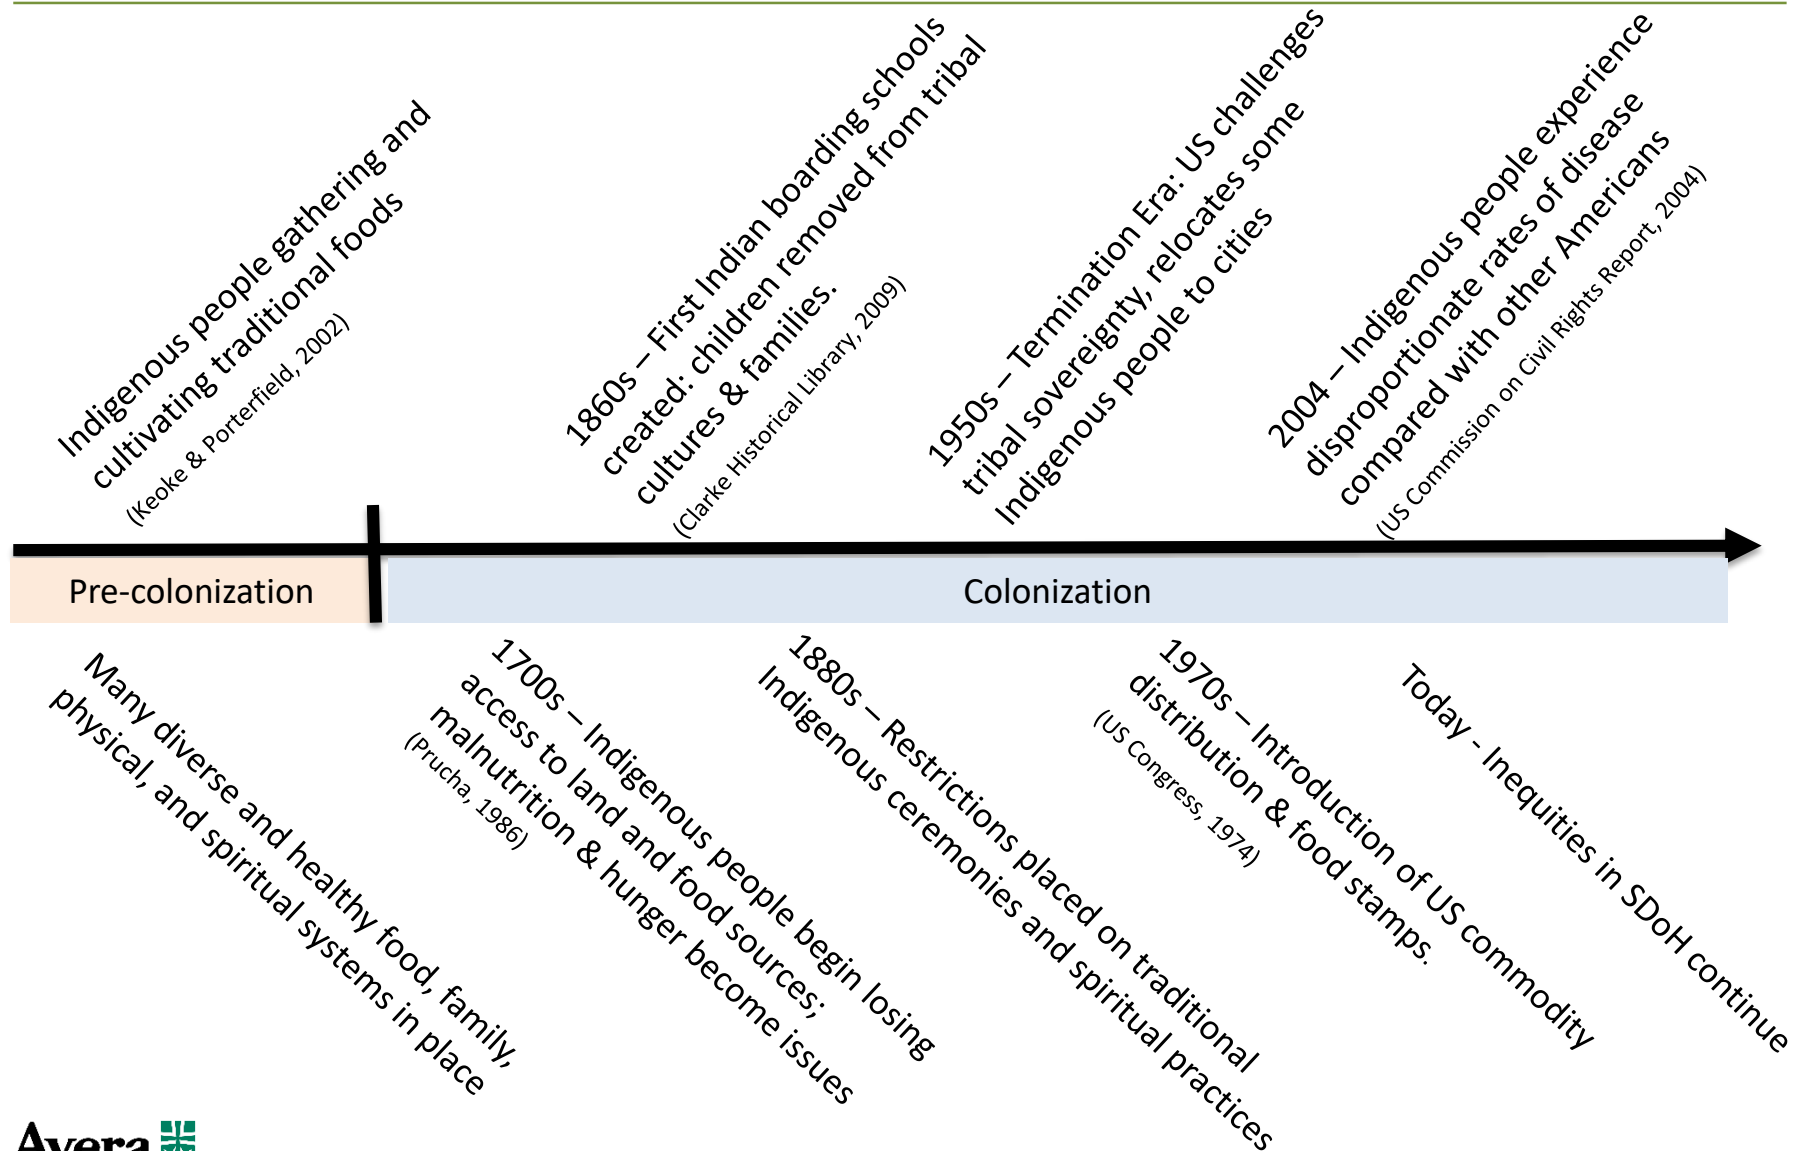 Indigenous people gathering and
cultivating traditional foods
(Keoke & Porterfield, 2002)
1860s – First Indian boarding schools
created: children removed from tribal
cultures & families.
(Clarke Historical Library, 2009)
1950s – Termination Era: US challenges
tribal sovereignty, relocates some
Indigenous people to cities
2004 – Indigenous people experience
disproportionate rates of disease
compared with other Americans
(US Commission on Civil Rights Report, 2004)
Pre-colonization
Colonization
Many diverse and healthy food, family,
physical, and spiritual systems in place
1700s – Indigenous people begin losing
access to land and food sources;
malnutrition & hunger become issues
(Prucha, 1986)
1880s – Restrictions placed on traditional
Indigenous ceremonies and spiritual practices
1970s – Introduction of US commodity
distribution & food stamps.
(US Congress, 1974)
Today - Inequities in SDoH continue
Avera